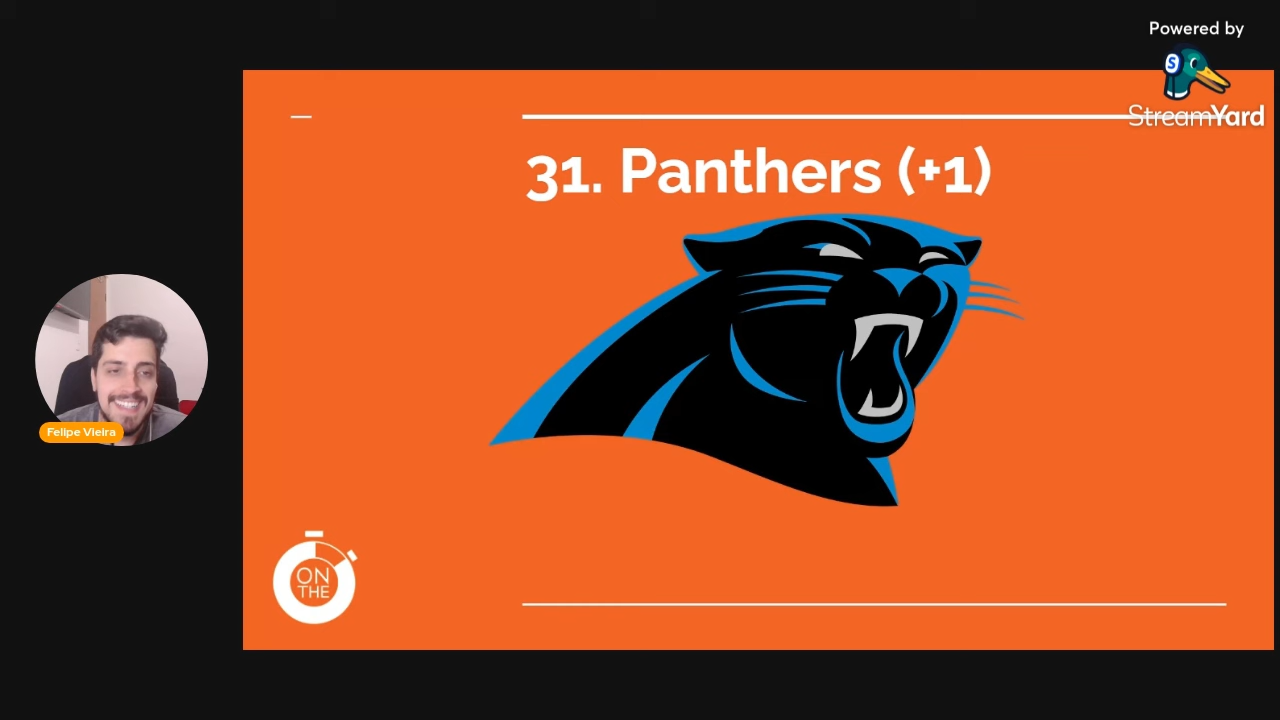 Powered by
S
StreamYard
31. Panthers (+1)
Felipe Vieira
ON
THE